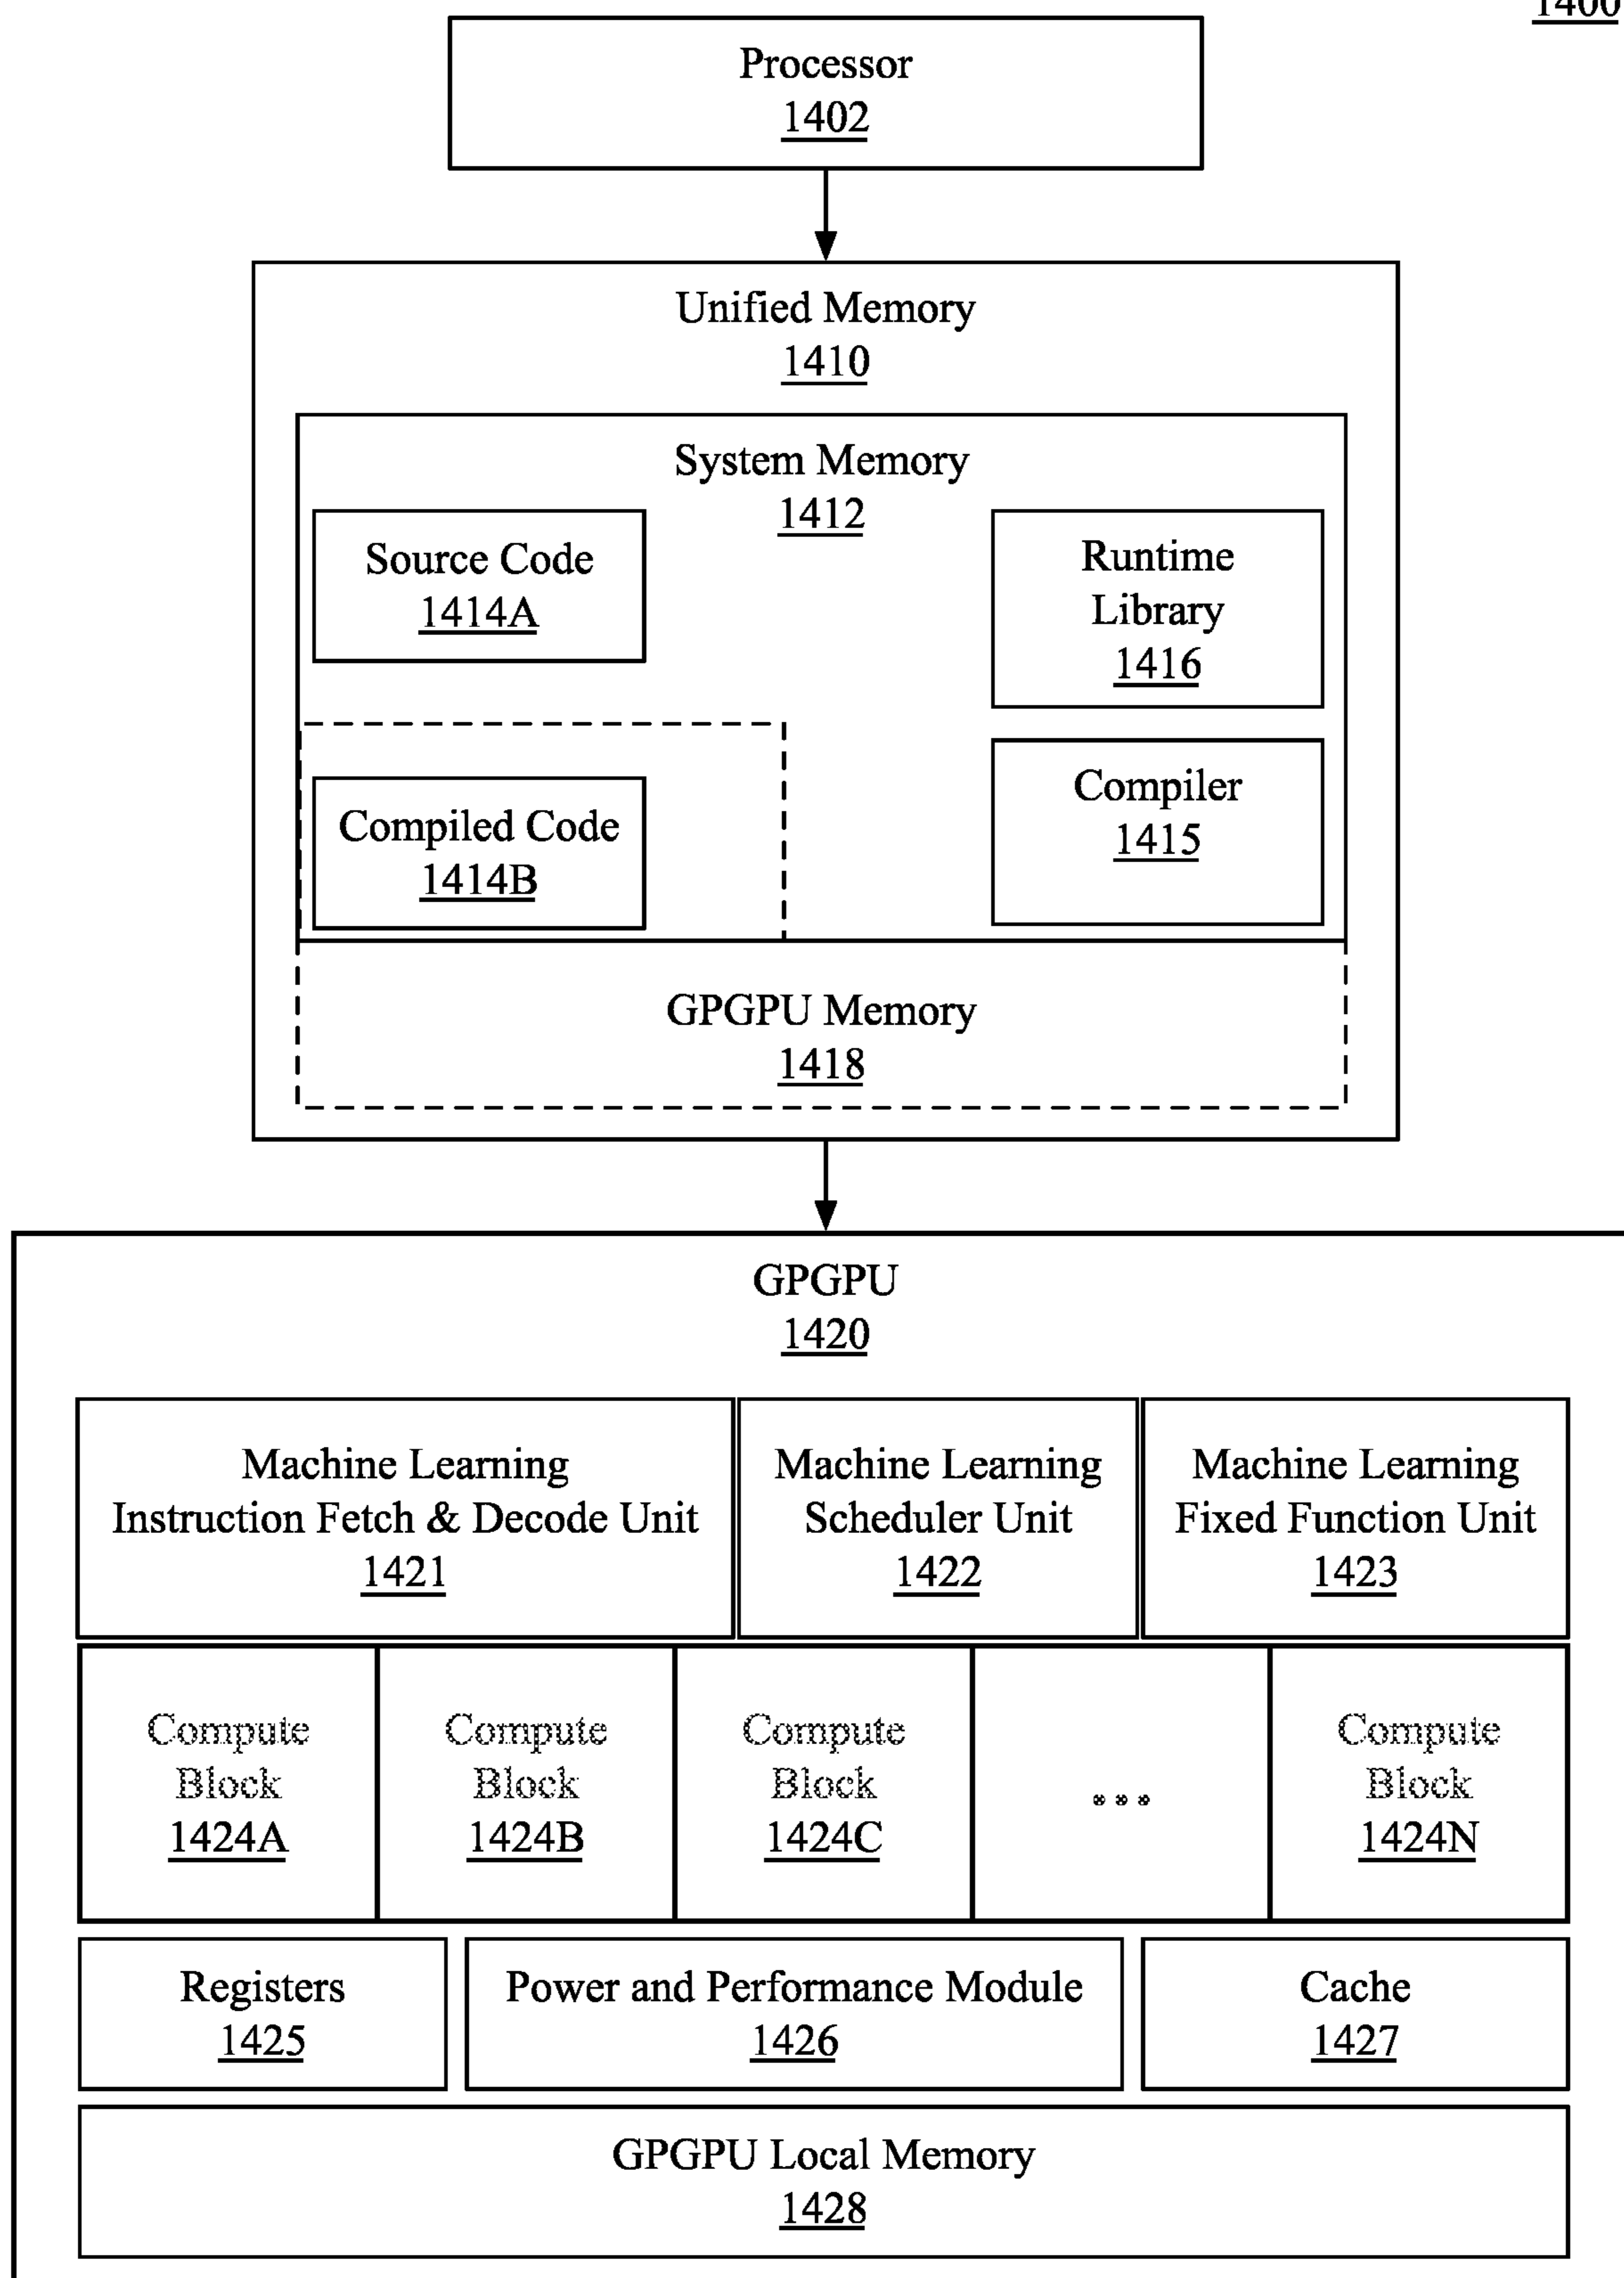 1400
Processor
1402
Unified Memory
1410
System Memory
1412
Source Code
1414A
Runtime
Library
1416
Compiled Code
1414B
Compiler
1415
GPGPU Memory
1418
GPGPU
1420
Machine Learning
Instruction Fetch & Decode Unit
1421
Machine Learning
Scheduler Unit
1422
Machine Learning
Fixed Function Unit
1423
Compute
Block
1424A
Compute
Block
1424B
Compute
Block
1424C
...
Compute
Block
1424N
Registers
1425
Power and Performance Module
1426
Cache
1427
GPGPU Local Memory
1428